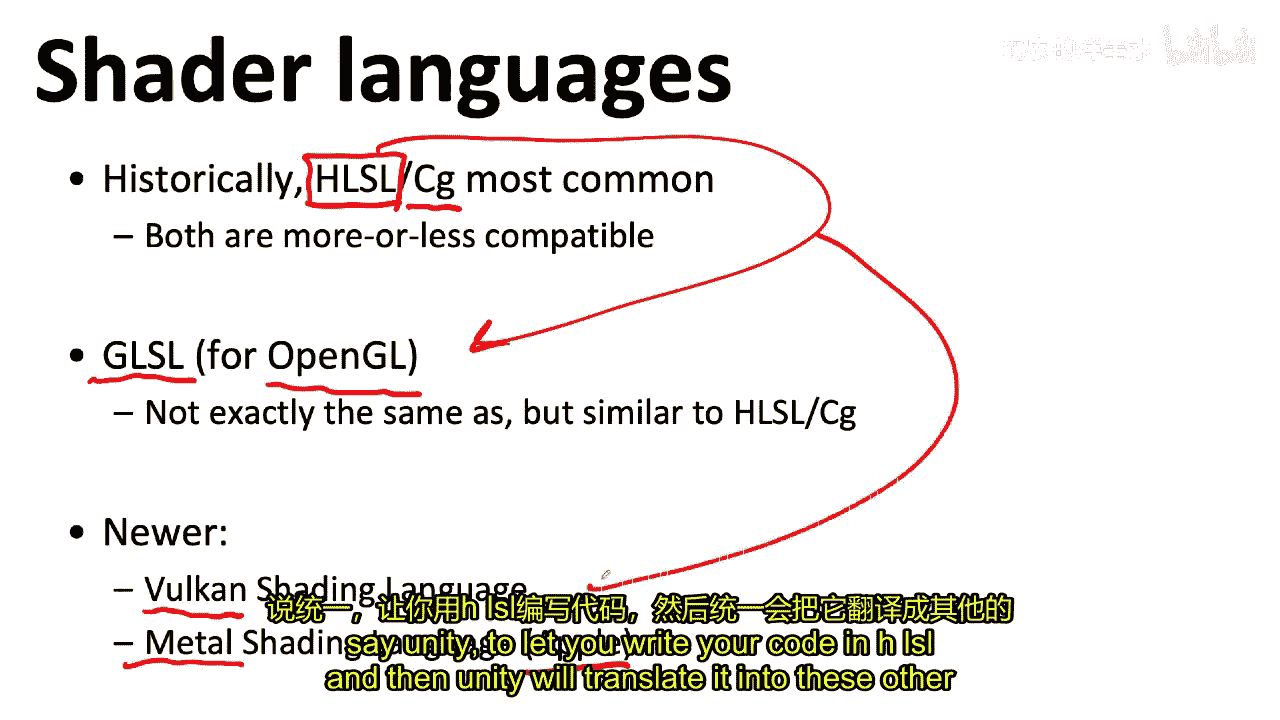 Shader languages
• Historically, HLSL/Cg most common
– Both are more-or-less compatible
• GLSL (for OpenGL)
– Not exactly the same as, but similar to HLSL/Cg
• Newer:
– Vulkan Shading Language
– Metal Shading
说统一，让你用h lsl编写代码，然后统一会把它翻译成其他的
say unity, to let you write your code in h lsl
and then unity will translate it into these other